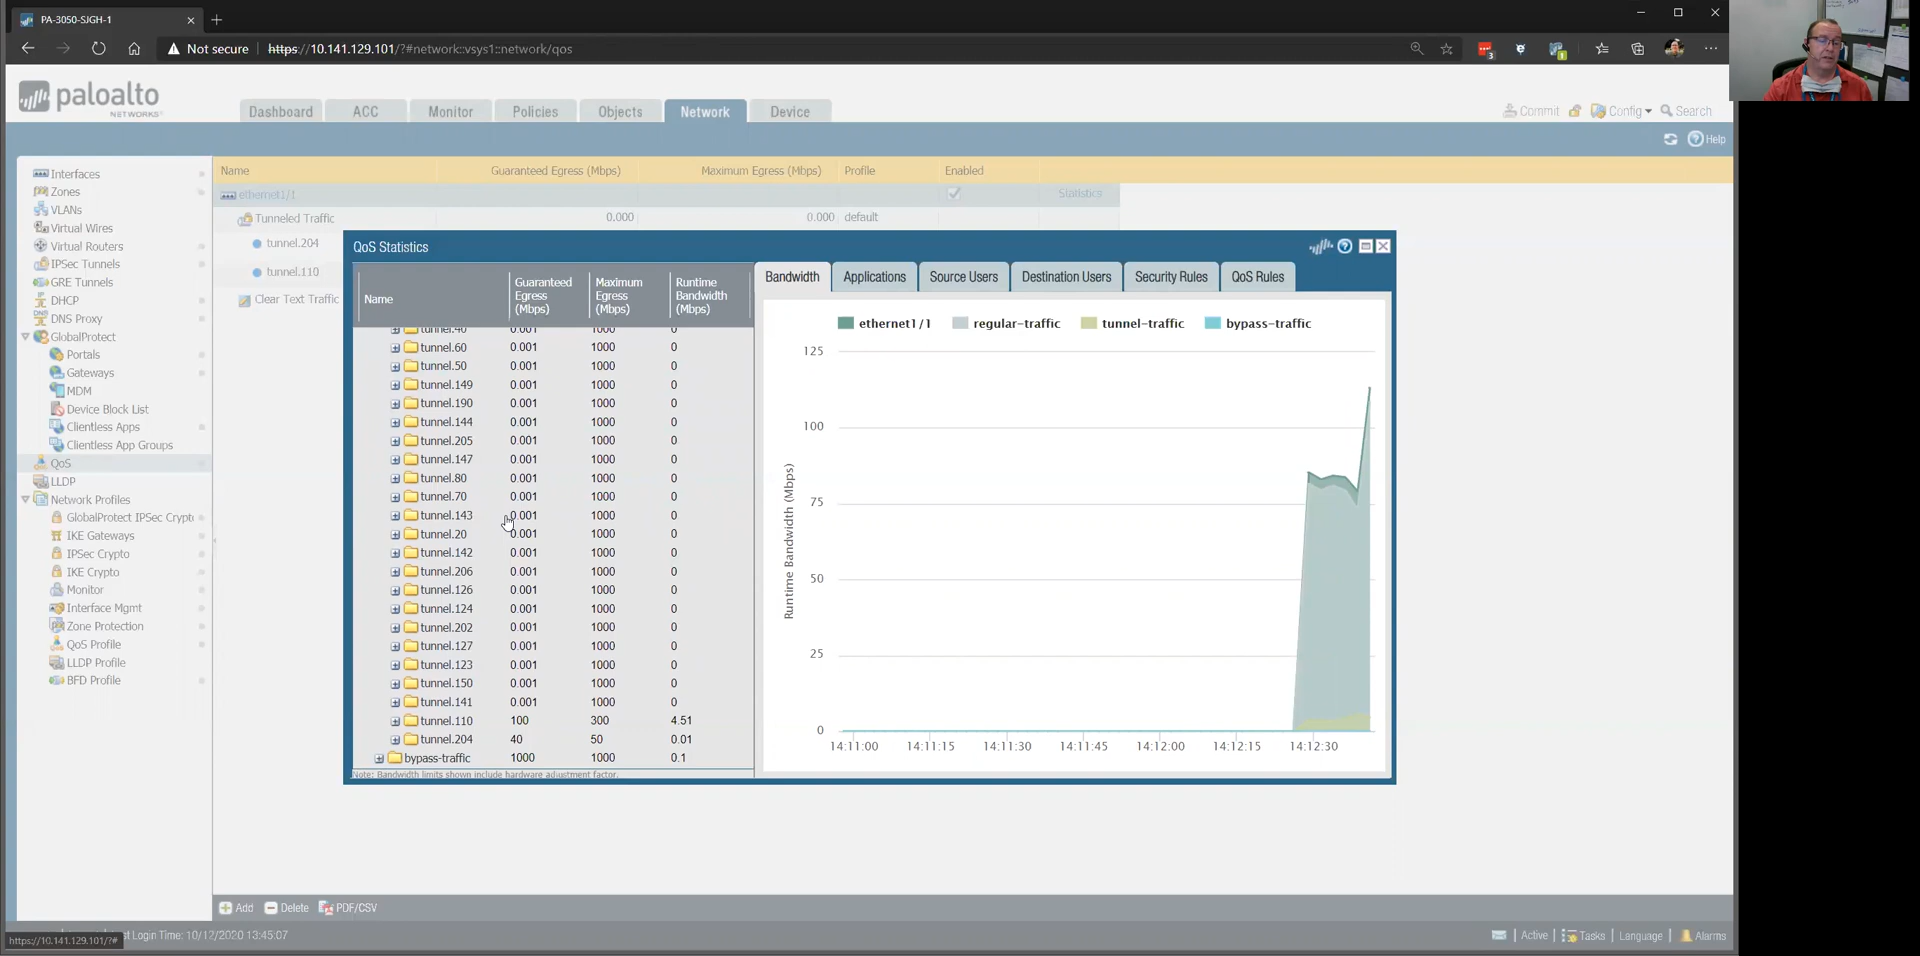 PA-3050-SJGH-1
Not secure
https://10.141.129.101/?#network::vsys1::network/qos
3
1
paloalto
NETWORKS
Dashboard
ACC
Monitor
Policies
Objects
Network
Device
Commit
Config
Search
Help
Interfaces
Zones
VLANs
Virtual Wires
Virtual Routers
IPSec Tunnels
GRE Tunnels
DHCP
DNS Proxy
GlobalProtect
Portals
Gateways
MDM
Device Block List
Clientless Apps
Clientless App Groups
QoS
LLDP
Network Profiles
GlobalProtect IPSec Crypt
IKE Gateways
IPSec Crypto
IKE Crypto
Monitor
Interface Mgmt
Zone Protection
QoS Profile
LLDP Profile
BFD Profile
Name Guaranteed Egress (Mbps) Maximum Egress (Mbps) Profile Enabled
ethernet1/1 Statistics
Tunneled Traffic 0.000 0.000 default
tunnel.204
tunnel.110
Clear Text Traffic
QoS Statistics
Name
Guaranteed Egress (Mbps)
Maximum Egress (Mbps)
Runtime Bandwidth (Mbps)
tunnel.40 0.001 1000 0
tunnel.60 0.001 1000 0
tunnel.50 0.001 1000 0
tunnel.149 0.001 1000 0
tunnel.190 0.001 1000 0
tunnel.144 0.001 1000 0
tunnel.205 0.001 1000 0
tunnel.147 0.001 1000 0
tunnel.80 0.001 1000 0
tunnel.70 0.001 1000 0
tunnel.143 0.001 1000 0
tunnel.20 0.001 1000 0
tunnel.142 0.001 1000 0
tunnel.206 0.001 1000 0
tunnel.126 0.001 1000 0
tunnel.124 0.001 1000 0
tunnel.202 0.001 1000 0
tunnel.127 0.001 1000 0
tunnel.123 0.001 1000 0
tunnel.150 0.001 1000 0
tunnel.141 0.001 1000 0
tunnel.110 100 300 4.51
tunnel.204 40 50 0.01
bypass-traffic 1000 1000 0.1
Note: Bandwidth limits shown include hardware adjustment factor.
Bandwidth
Applications
Source Users
Destination Users
Security Rules
QoS Rules
ethernet1/1 regular-traffic tunnel-traffic bypass-traffic
Runtime Bandwidth (Mbps)
125
100
75
50
25
0
14:11:00 14:11:15 14:11:30 14:11:45 14:12:00 14:12:15 14:12:30
Add
Delete
PDF/CSV
https://10.141.129.101/?#
Login Time: 10/12/2020 13:45:07
Active
Tasks
Language
Alarms